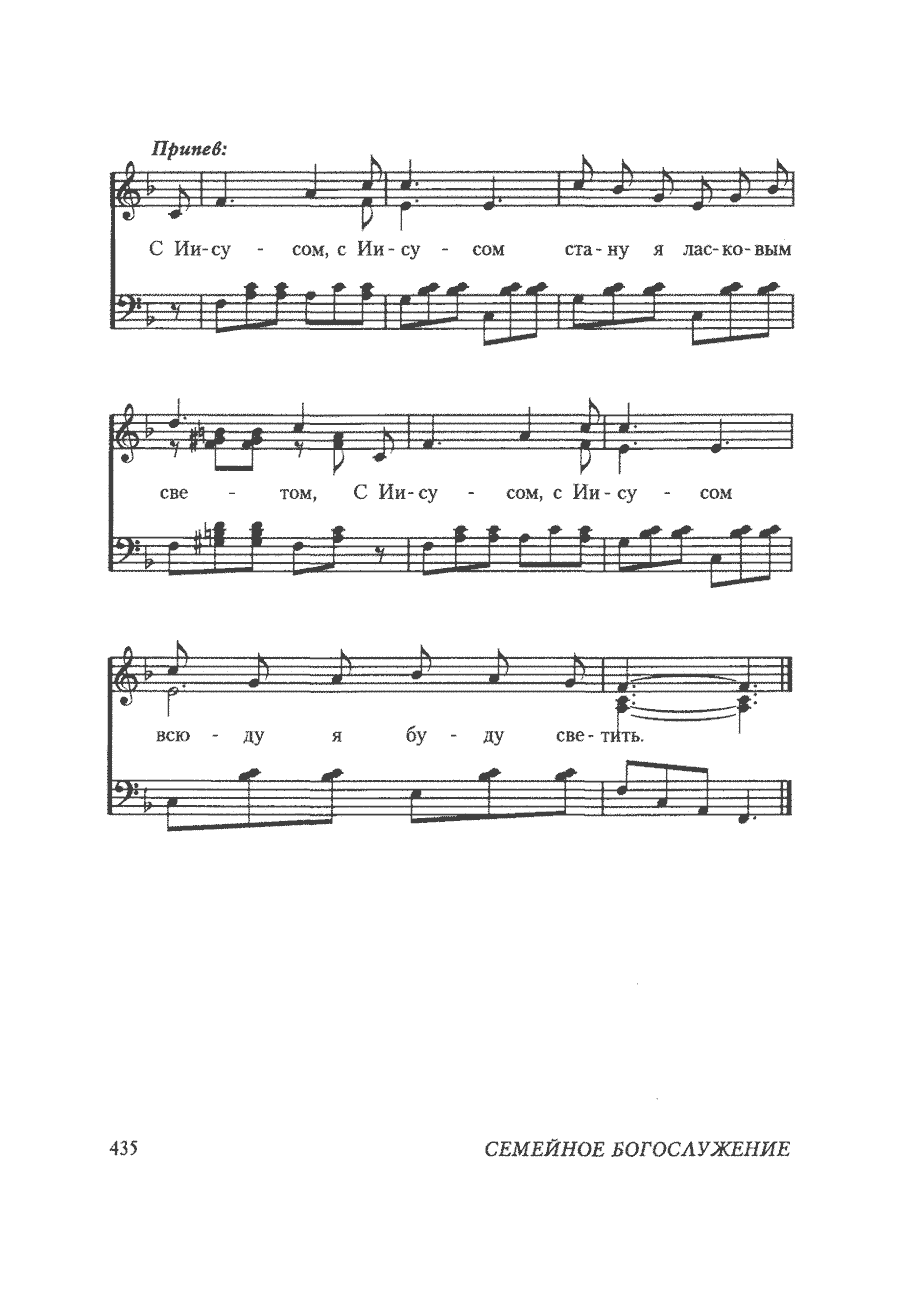 Припев:
С Ии-су - сом, с Ии-су - сом ста-ну я лас-ко-вым
све - том, С Ии-су - сом, с Ии-су - сом
всю - ду я бу - ду све-тить.
435 СЕМЕЙНОЕ БОГОСЛУЖЕНИЕ